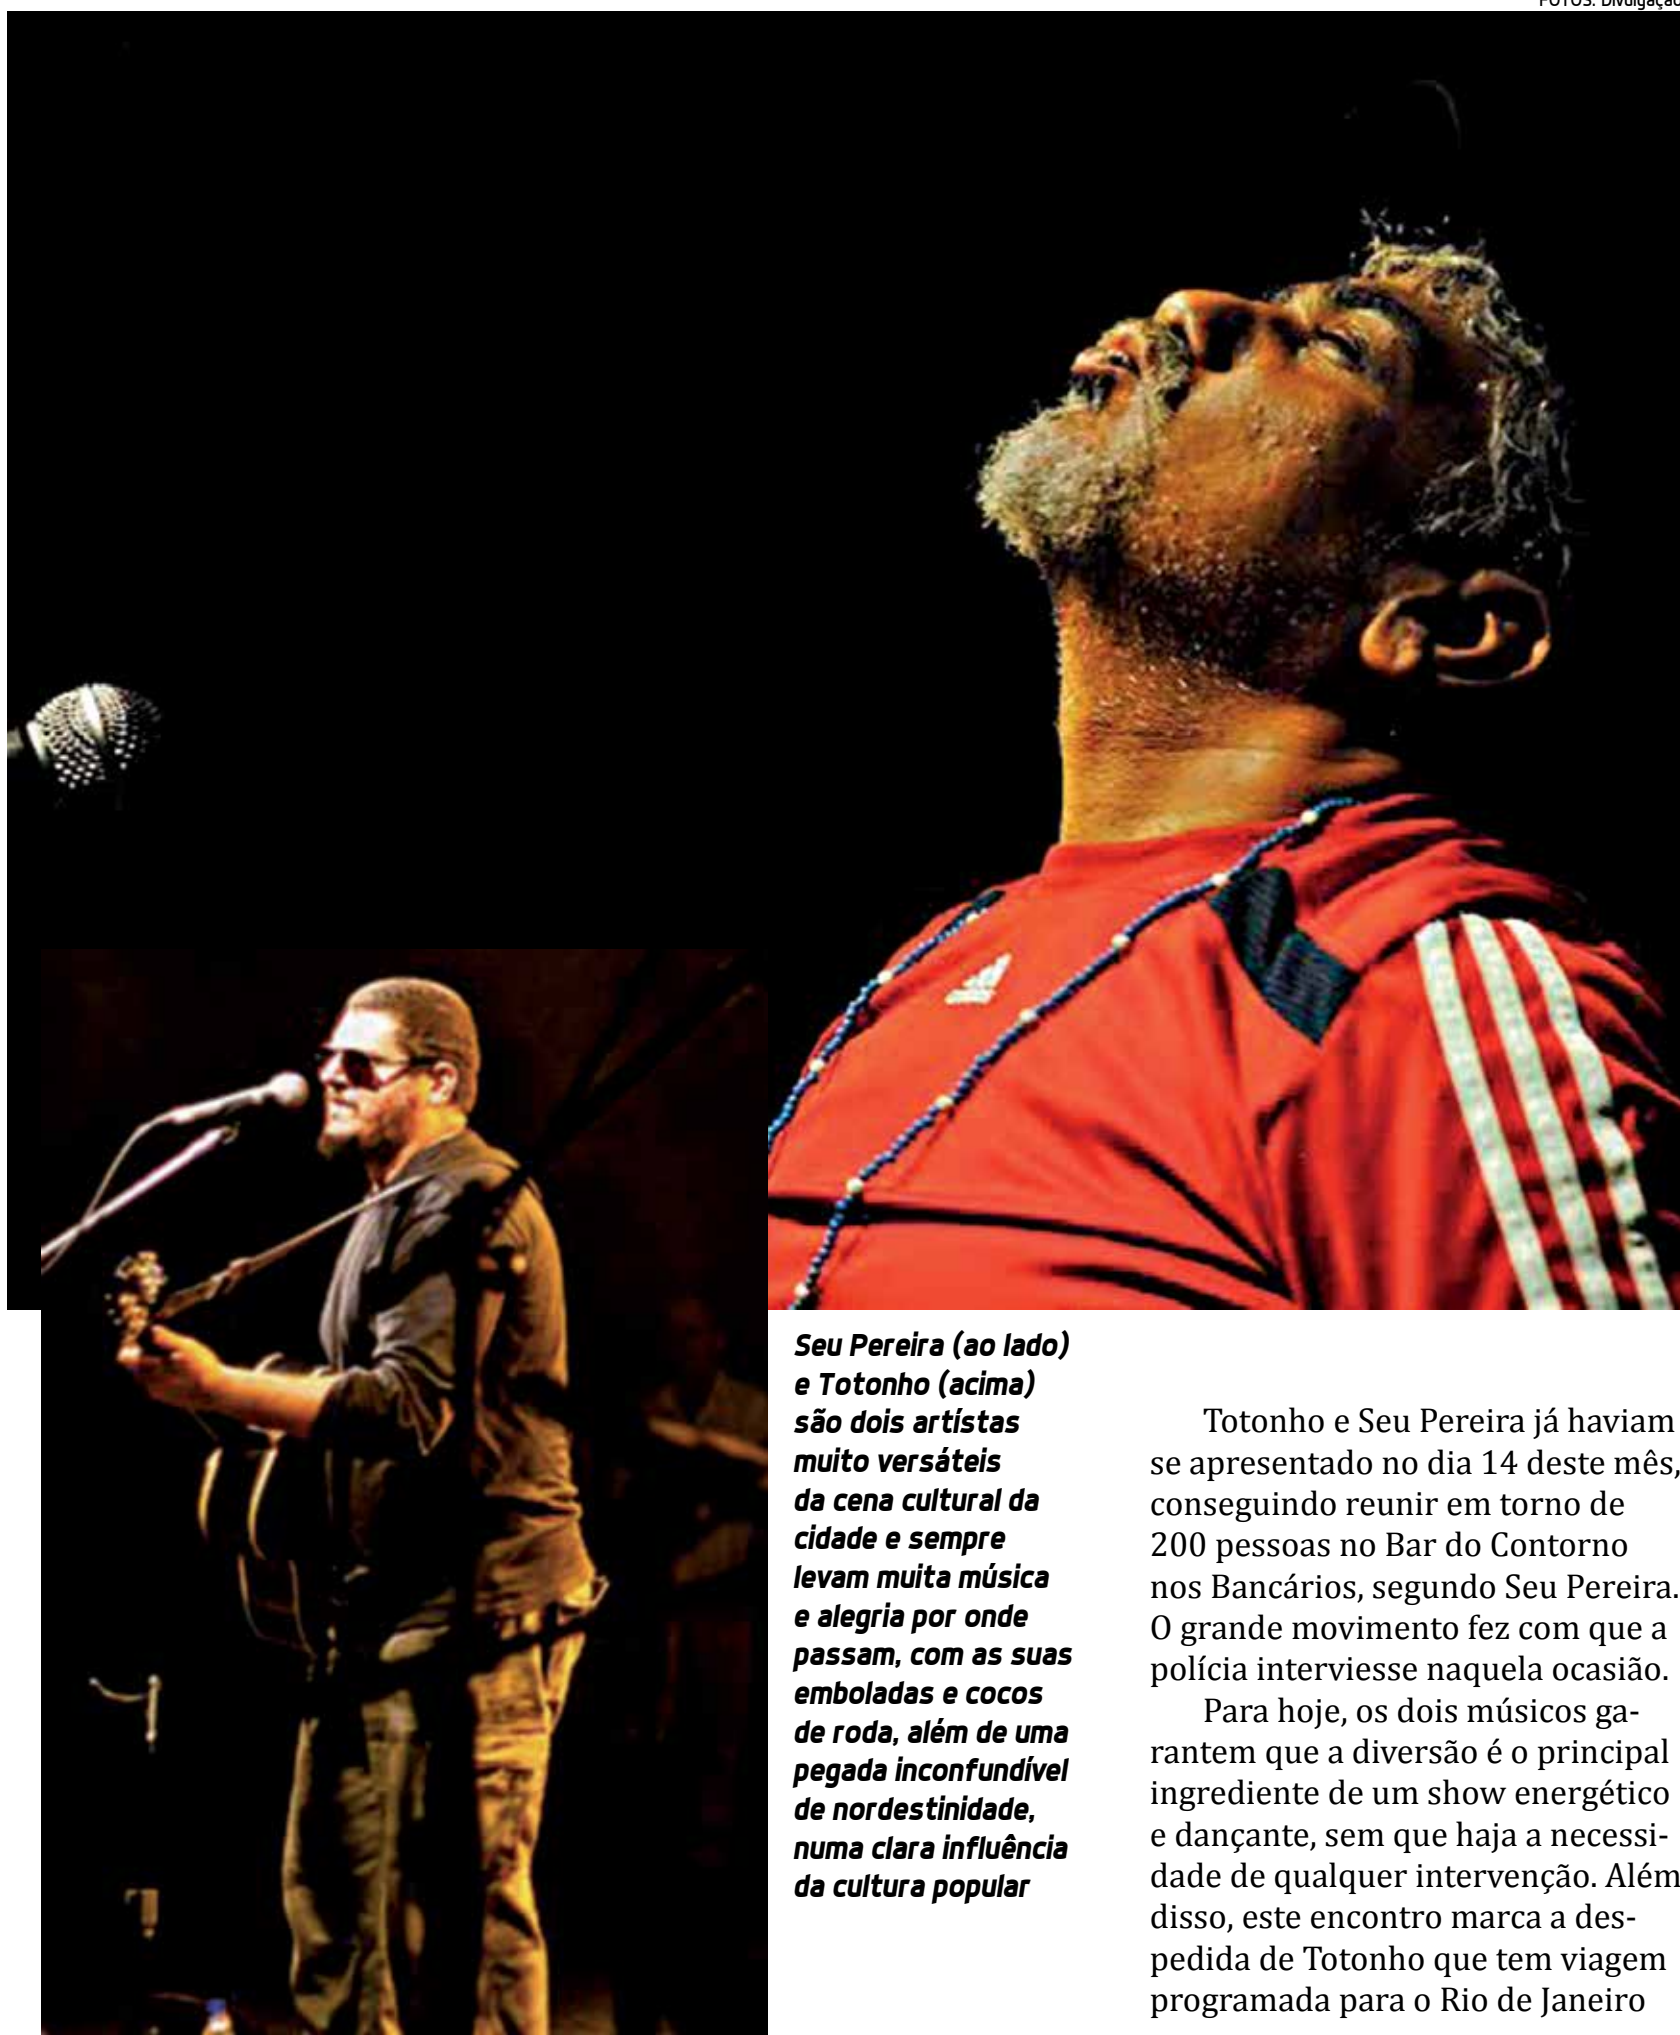 FOTOS: Divulgação
Seu Pereira (ao lado)
e Totonho (acima)
são dois artístas
muito versáteis
da cena cultural da
cidade e sempre
levam muita música
e alegria por onde
passam, com as suas
emboladas e cocos
de roda, além de uma
pegada inconfundível
de nordestinidade,
numa clara influência
da cultura popular
Totonho e Seu Pereira já haviam
se apresentado no dia 14 deste mês,
conseguindo reunir em torno de
200 pessoas no Bar do Contorno
nos Bancários, segundo Seu Pereira.
O grande movimento fez com que a
polícia interviesse naquela ocasião.
Para hoje, os dois músicos ga-
rantem que a diversão é o principal
ingrediente de um show energético
e dançante, sem que haja a necessi-
dade de qualquer intervenção. Além
disso, este encontro marca a des-
pedida de Totonho que tem viagem
programada para o Rio de Janeiro